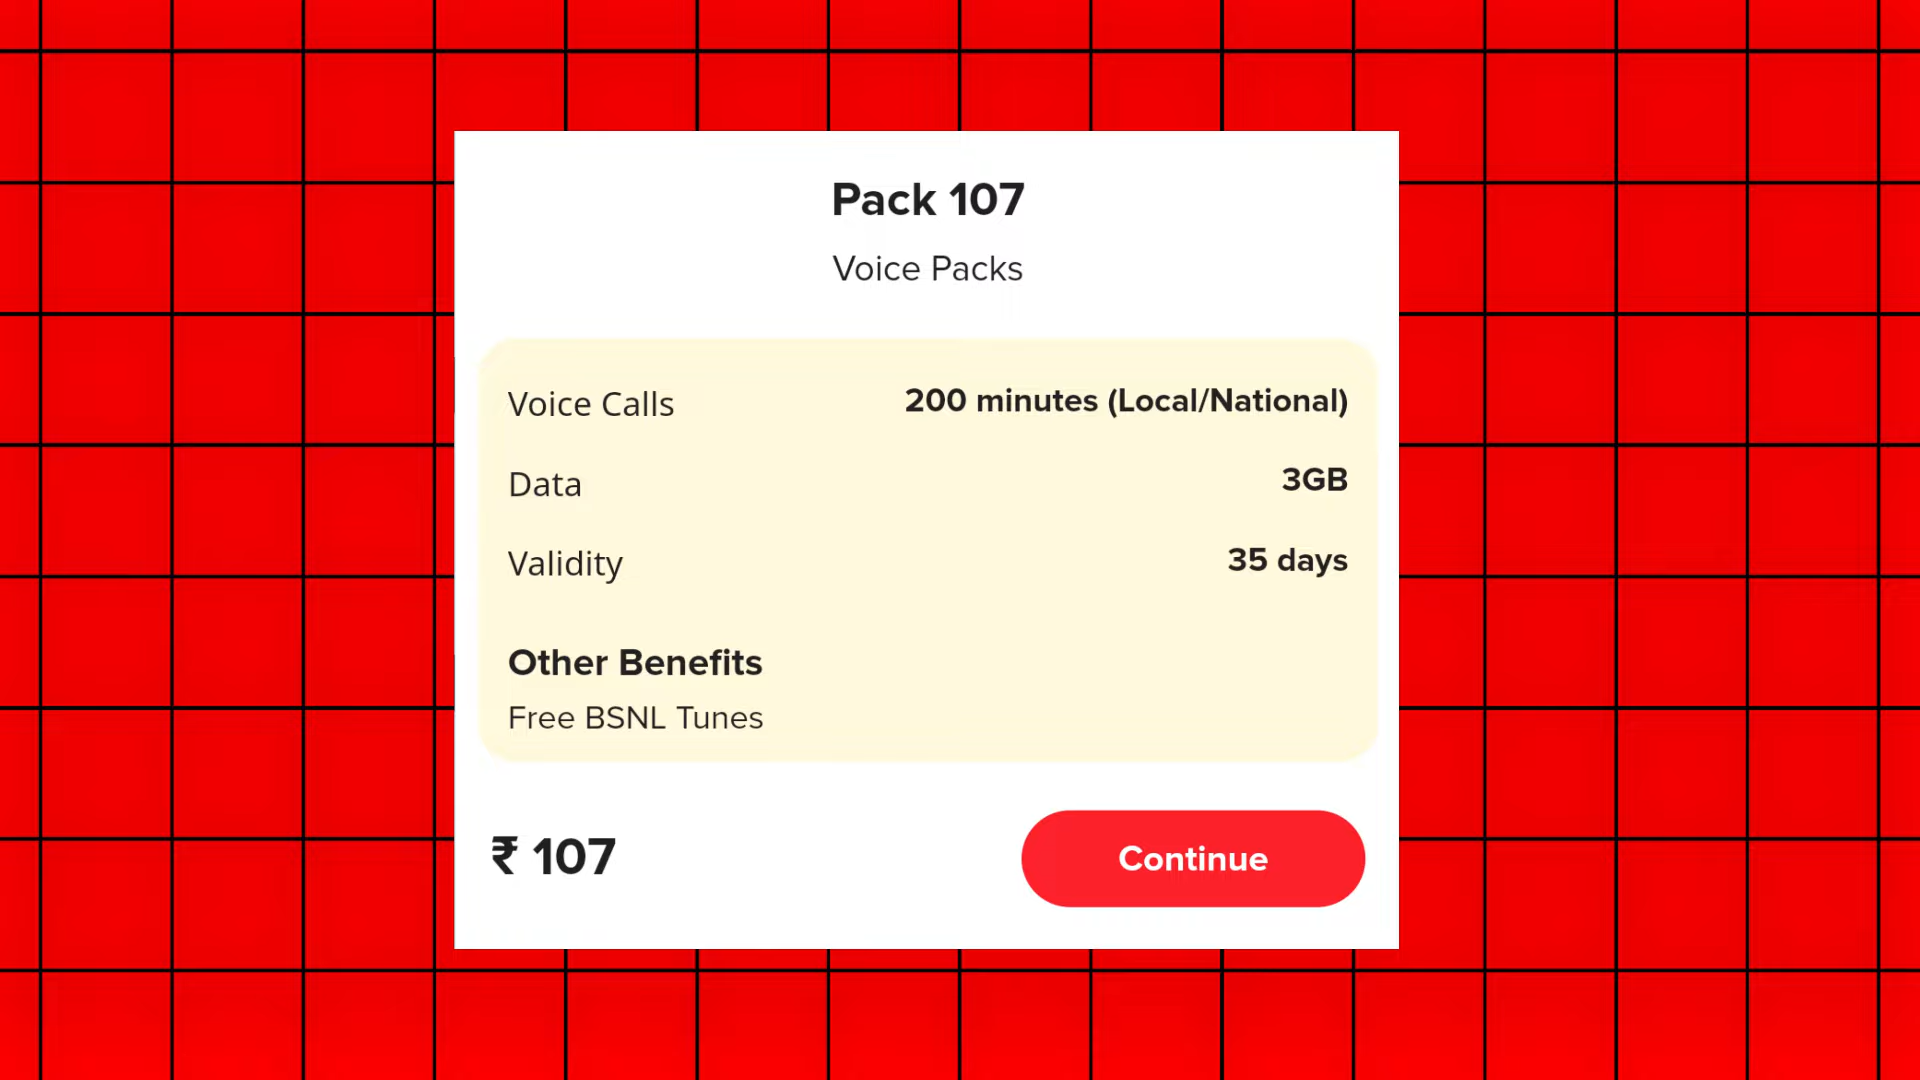 Pack 107
Voice Packs
Voice Calls 200 minutes (Local/National)
Data 3GB
Validity 35 days
Other Benefits
Free BSNL Tunes
₹ 107 Continue